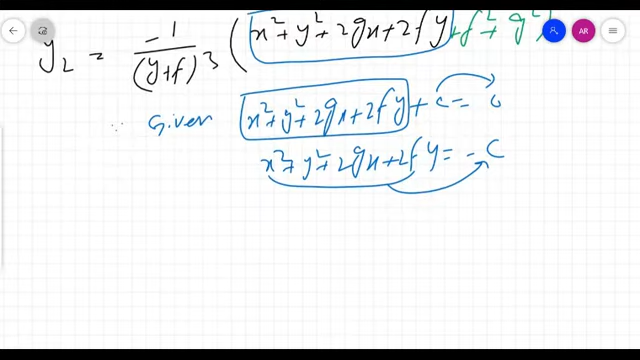 y₂ = -1/(y+f)³ (x²+y²+2gx+2fy+f²+g²)
∵ Given x²+y²+2gx+2fy+c=0
x²+y²+2gx+2fy=-c
AR